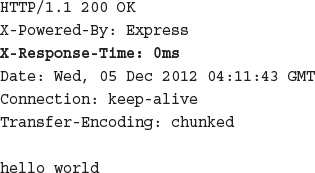 HTTP/1.1 200 OK
X-Powered-By: Express
X-Response-Time: 0ms
Date: Wed, 05 Dec 2012 04:11:43 GMT
Connection: keep-alive
Transfer-Encoding: chunked
hello world